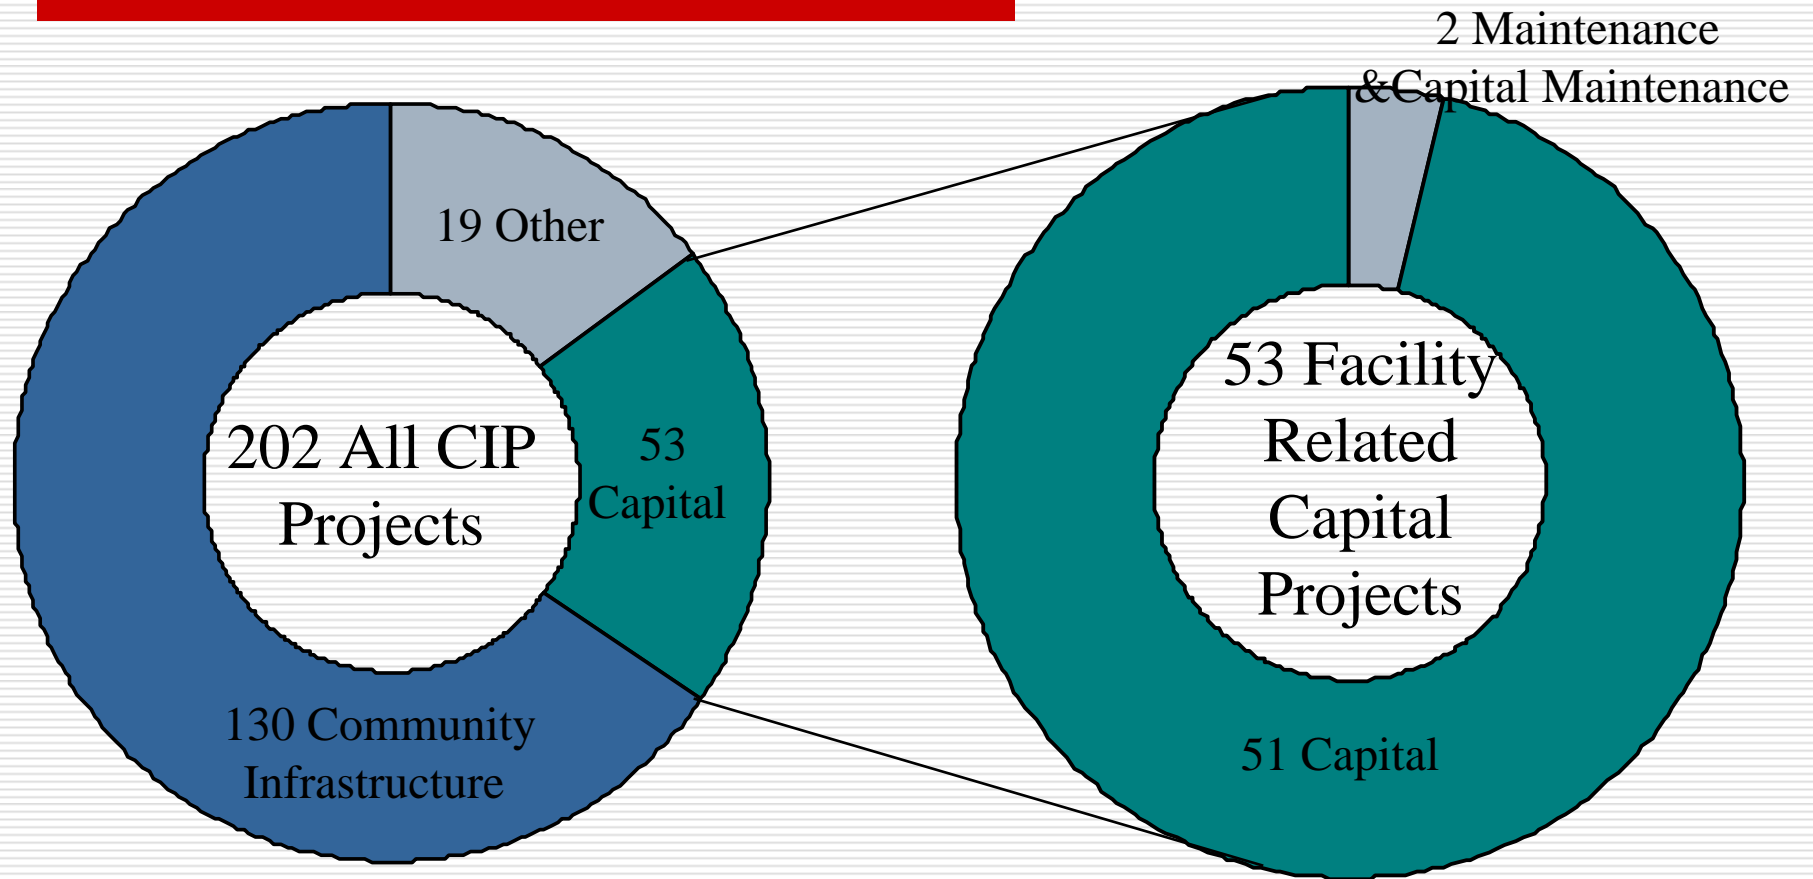 2 Maintenance
&Capital Maintenance
19 Other
202 All CIP
Projects
53
Capital
130 Community
Infrastructure
53 Facility
Related
Capital
Projects
51 Capital